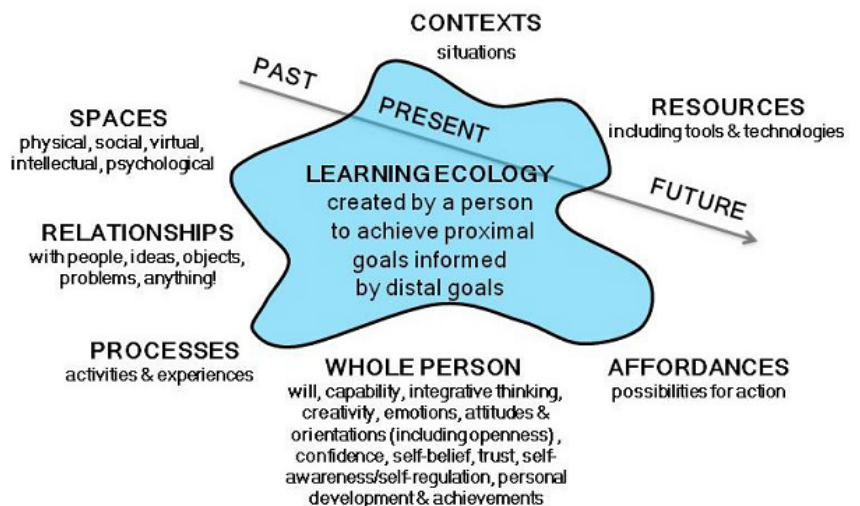 CONTEXTS
situations
PAST
PRESENT
FUTURE
SPACES
physical, social, virtual,
intellectual, psychological
RESOURCES
including tools & technologies
LEARNING ECOLOGY
created by a person
to achieve proximal
goals informed
by distal goals
RELATIONSHIPS
with people, ideas, objects,
problems, anything!
PROCESSES
activities & experiences
WHOLE PERSON
will, capability, integrative thinking,
creativity, emotions, attitudes &
orientations (including openness) ,
confidence, self-belief, trust, self-
awareness/self-regulation, personal
development & achievements
AFFORDANCES
possibilities for action